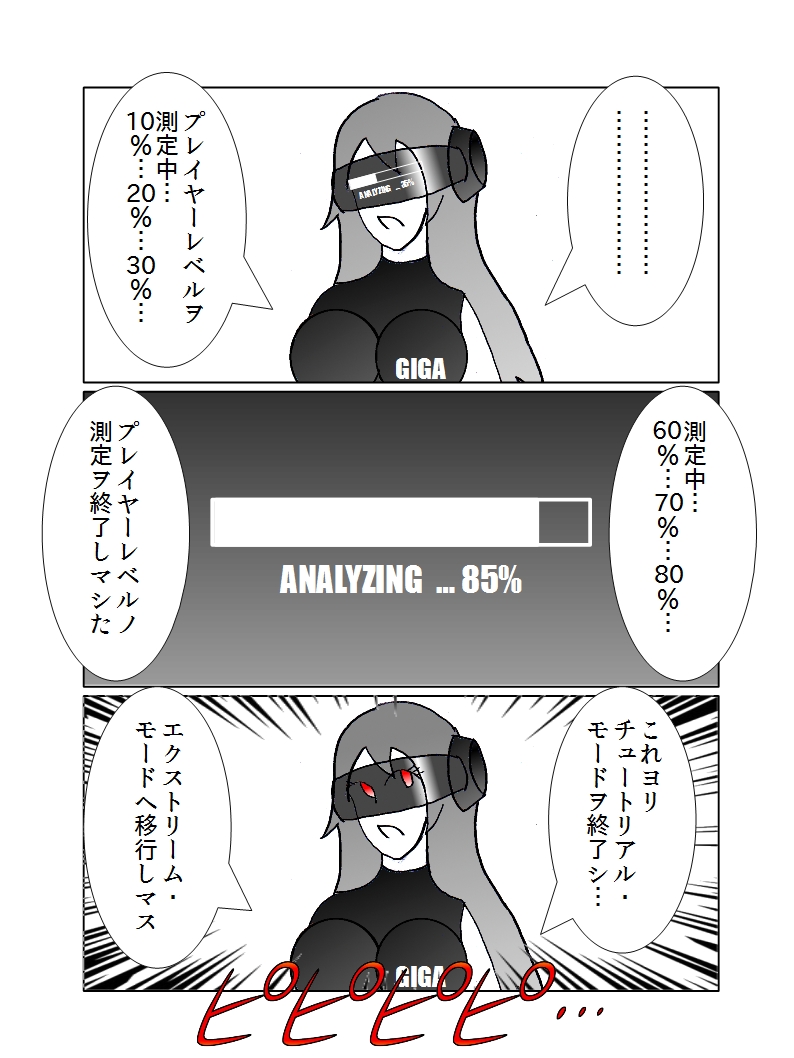 ‥‥‥‥‥‥‥‥‥‥
‥‥‥‥‥‥‥‥‥‥
プレイヤーレベルヲ
測定中…
10％…20％…30％…
ANALYZING ... 35%
GIGA
測定中…
60％…70％…80％…
ANALYZING ... 85%
プレイヤーレベルノ
測定ヲ終了しマシた
これヨリ
チュートリアル・
モードヲ終了シ…
エクストリーム・
モードへ移行しマス
GIGA
ピピピピ…